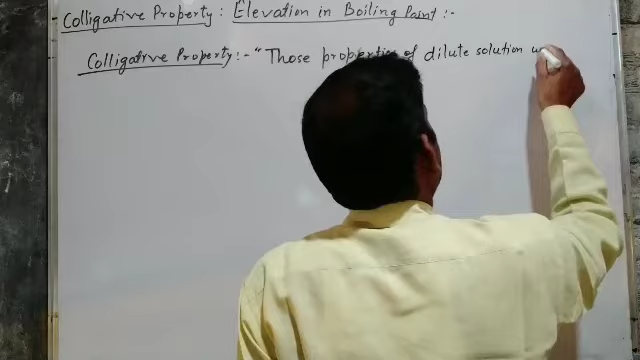 Colligative Property : Elevation in Boiling Point :-
Colligative Property :- " Those properties of dilute solution w